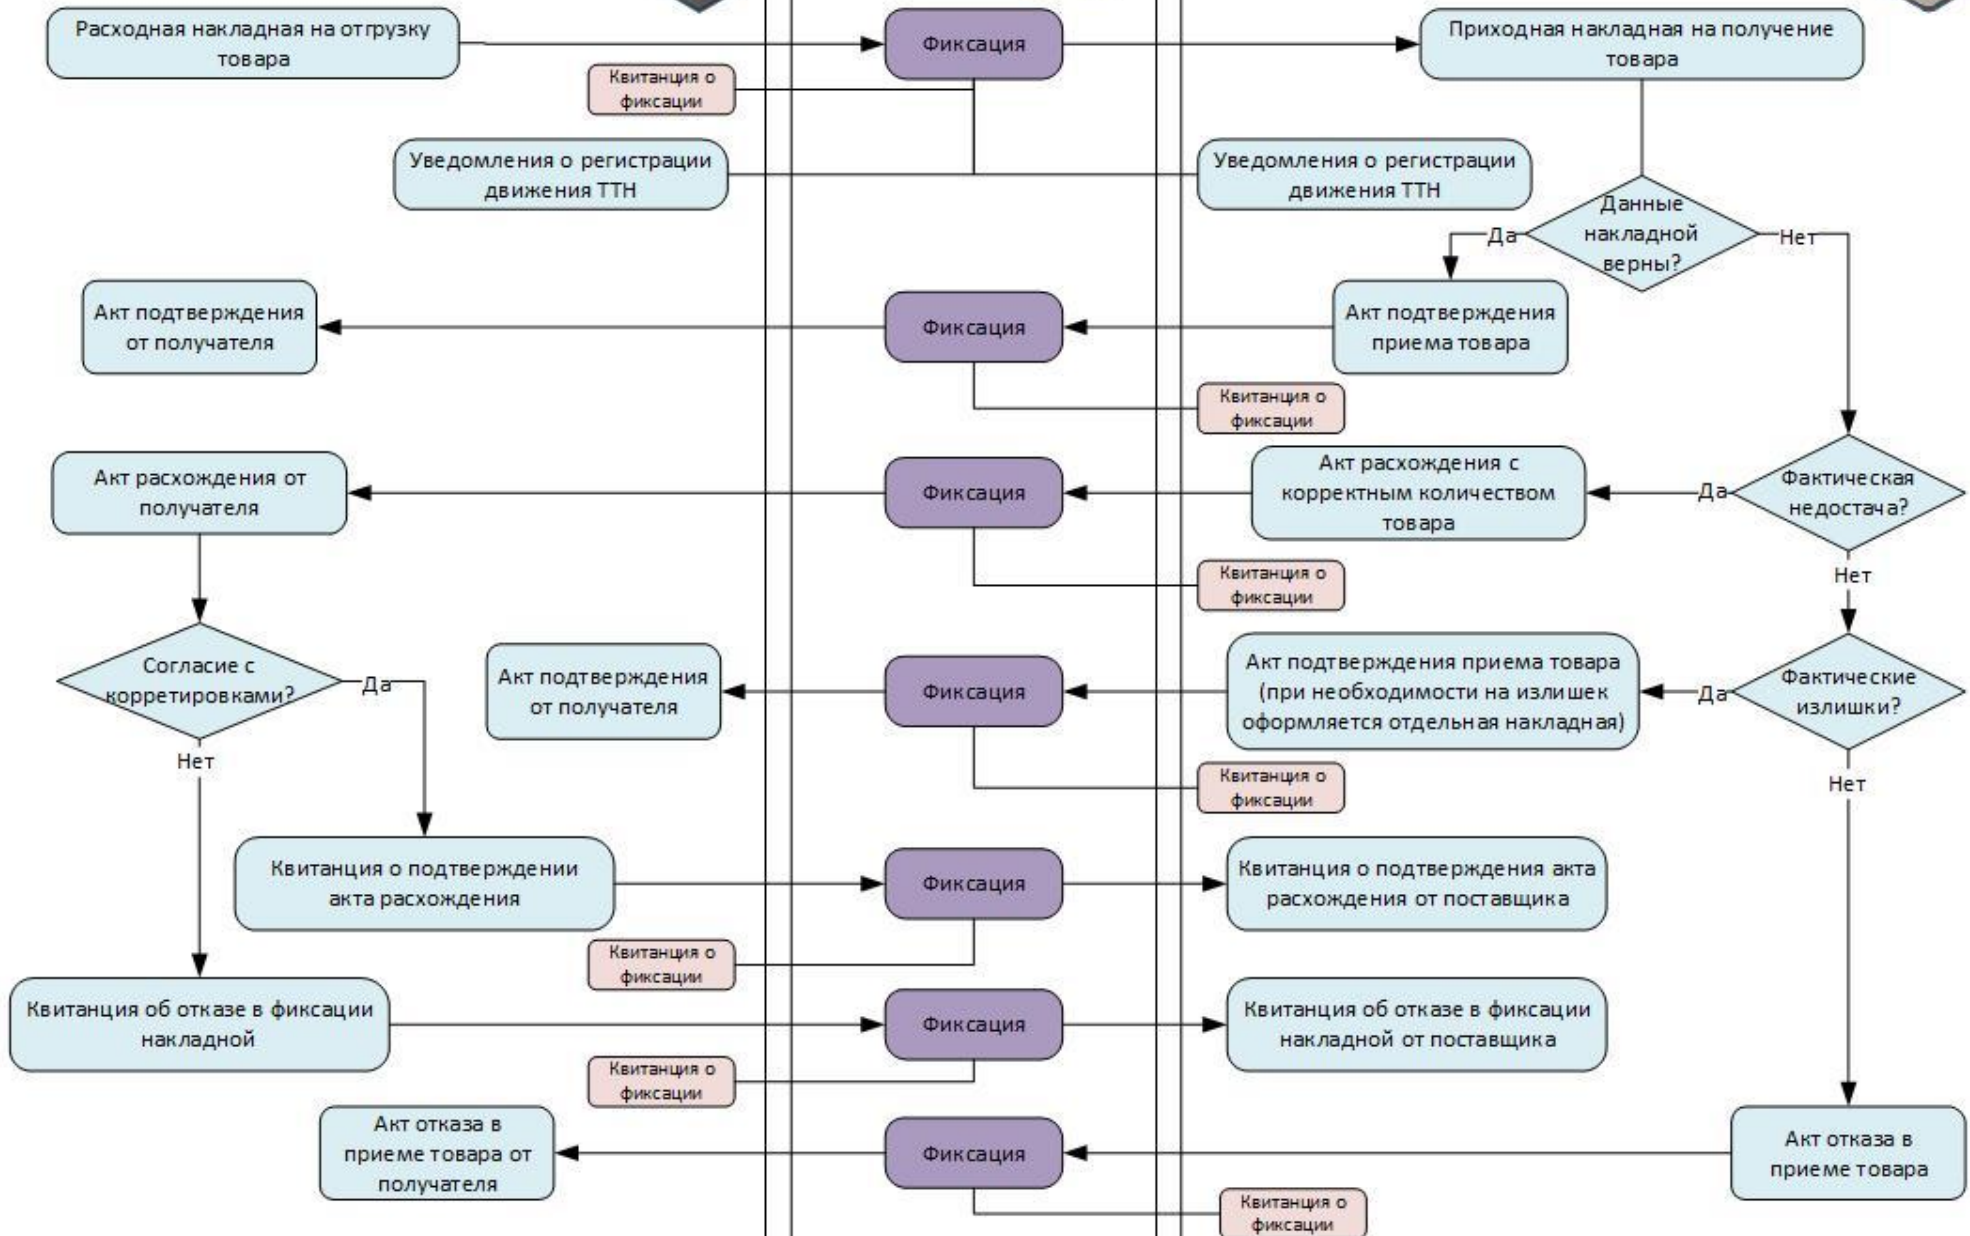 Расходная накладная на отгрузку
товара
Фиксация
Приходная накладная на получение
товара
Квитанция о
фиксации
Уведомления о регистрации
движения ТТН
Уведомления о регистрации
движения ТТН
Данные
накладной
верны?
Да
Нет
Акт подтверждения
от получателя
Фиксация
Акт подтверждения
приема товара
Квитанция о
фиксации
Акт расхождения от
получателя
Фиксация
Акт расхождения с
корректным количеством
товара
Да
Фактическая
недостача?
Квитанция о
фиксации
Нет
Согласие с
корретировками?
Да
Нет
Акт подтверждения
от получателя
Фиксация
Акт подтверждения приема товара
(при необходимости на излишек
оформляется отдельная накладная)
Да
Фактические
излишки?
Квитанция о
фиксации
Нет
Квитанция о подтверждении
акта расхождения
Фиксация
Квитанция о подтверждения акта
расхождения от поставщика
Квитанция о
фиксации
Квитанция об отказе в фиксации
накладной
Фиксация
Квитанция об отказе в фиксации
накладной от поставщика
Квитанция о
фиксации
Акт отказа в
приеме товара от
получателя
Фиксация
Акт отказа в
приеме товара
Квитанция о
фиксации